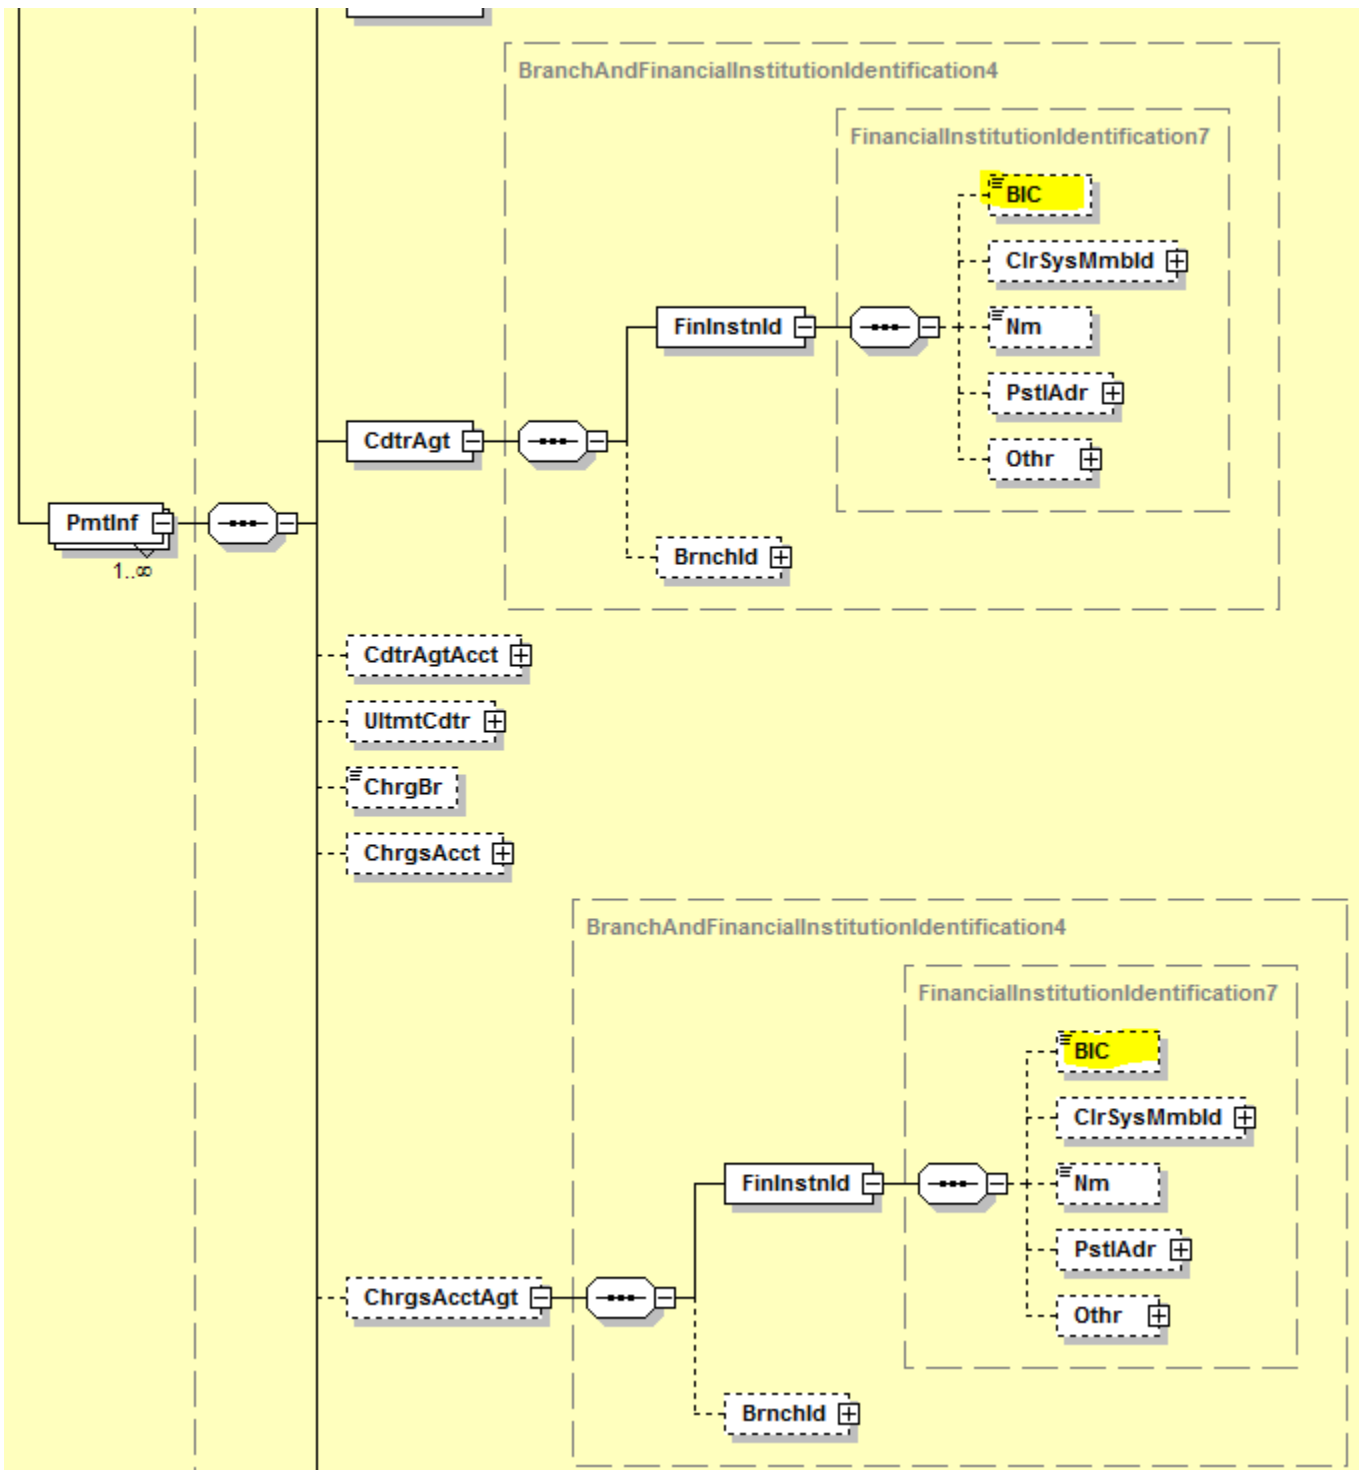 BranchAndFinancialInstitutionIdentification4
FinancialInstitutionIdentification7
BIC
ClrSysMmbId
FinInstnId
Nm
PstlAdr
CdtrAgt
Othr
PmtInf
1..∞
BrnchId
CdtrAgtAcct
UltmtCdtr
ChrgBr
ChrgsAcct
BranchAndFinancialInstitutionIdentification4
FinancialInstitutionIdentification7
BIC
ClrSysMmbId
FinInstnId
Nm
PstlAdr
ChrgsAcctAgt
Othr
BrnchId